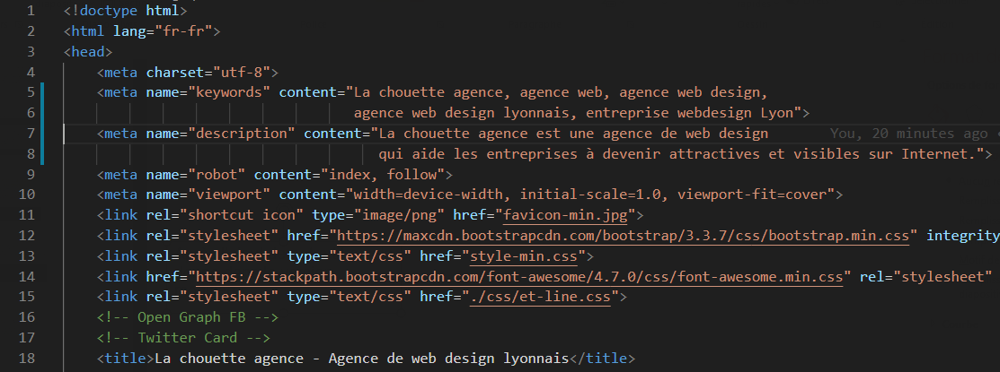 1 <!doctype html>
2 <html lang="fr-fr">
3 <head>
4 <meta charset="utf-8">
5 <meta name="keywords" content="La chouette agence, agence web, agence web design,
6 agence web design lyonnais, entreprise webdesign Lyon">
7 <meta name="description" content="La chouette agence est une agence de web design You, 20 minutes ago
8 qui aide les entreprises à devenir attractives et visibles sur Internet.">
9 <meta name="robot" content="index, follow">
10 <meta name="viewport" content="width=device-width, initial-scale=1.0, viewport-fit=cover">
11 <link rel="shortcut icon" type="image/png" href="favicon-min.jpg">
12 <link rel="stylesheet" href="https://maxcdn.bootstrapcdn.com/bootstrap/3.3.7/css/bootstrap.min.css" integrity
13 <link rel="stylesheet" type="text/css" href="style-min.css">
14 <link href="https://stackpath.bootstrapcdn.com/font-awesome/4.7.0/css/font-awesome.min.css" rel="stylesheet"
15 <link rel="stylesheet" type="text/css" href="./css/et-line.css">
16 <!-- Open Graph FB -->
17 <!-- Twitter Card -->
18 <title>La chouette agence - Agence de web design lyonnais</title>